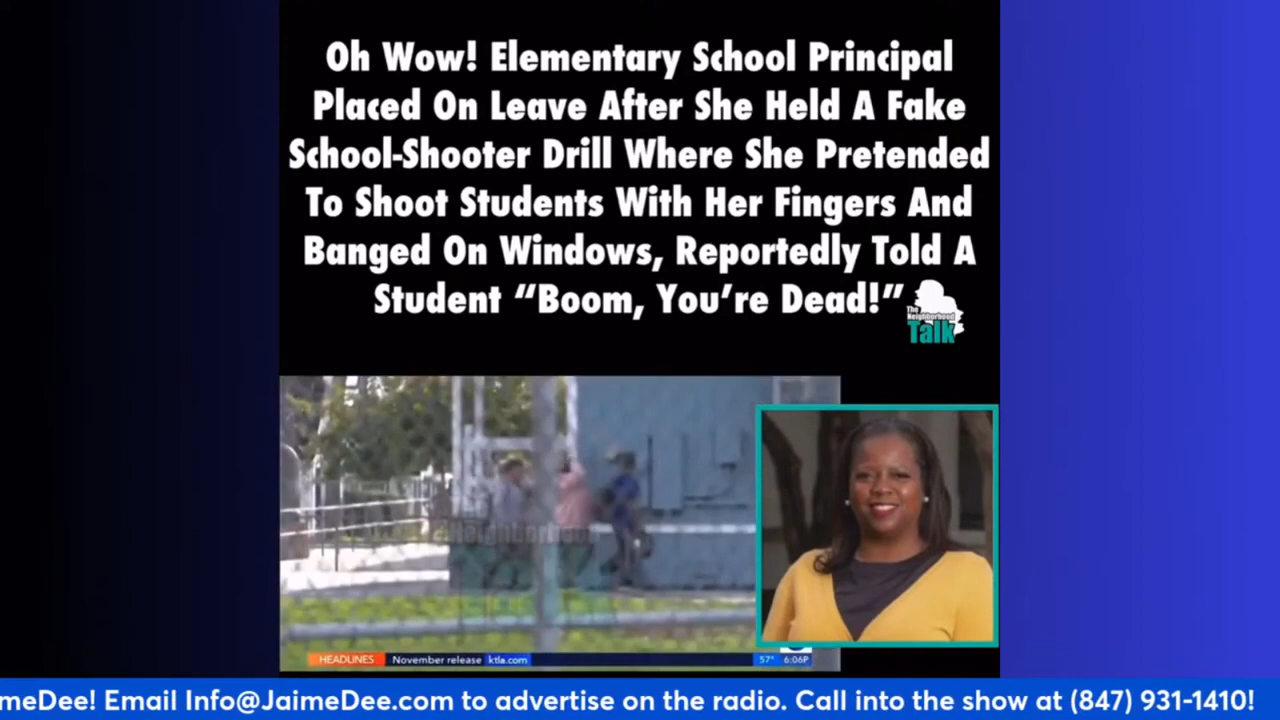 Oh Wow! Elementary School Principal
Placed On Leave After She Held A Fake
School-Shooter Drill Where She Pretended
To Shoot Students With Her Fingers And
Banged On Windows, Reportedly Told A
Student “Boom, You’re Dead!”
The
Neighborhood
Talk
Neighborhood
HEADLINES November release ktla.com 57° 6:06PM
meDee! Email Info@JaimeDee.com to advertise on the radio. Call into the show at (847) 931-1410!